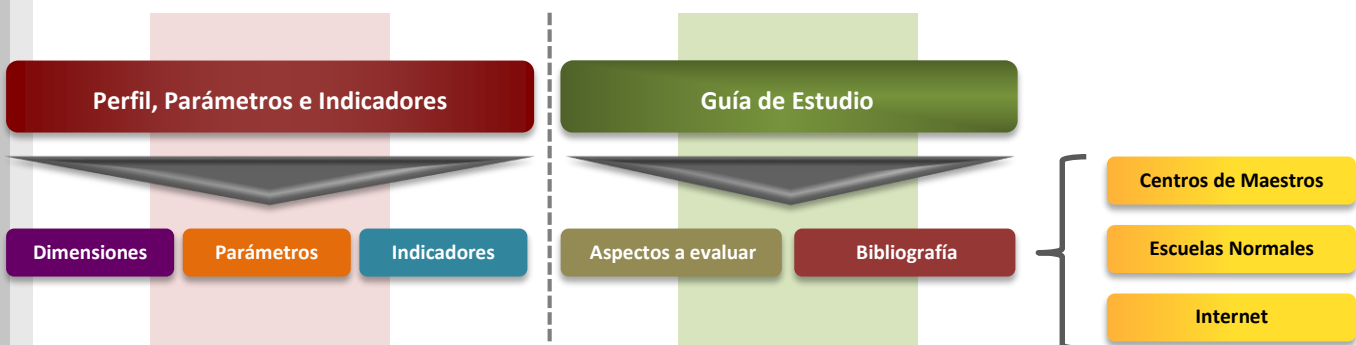 Perfil, Parámetros e Indicadores
Guía de Estudio
Dimensiones
Parámetros
Indicadores
Aspectos a evaluar
Bibliografía
Centros de Maestros
Escuelas Normales
Internet